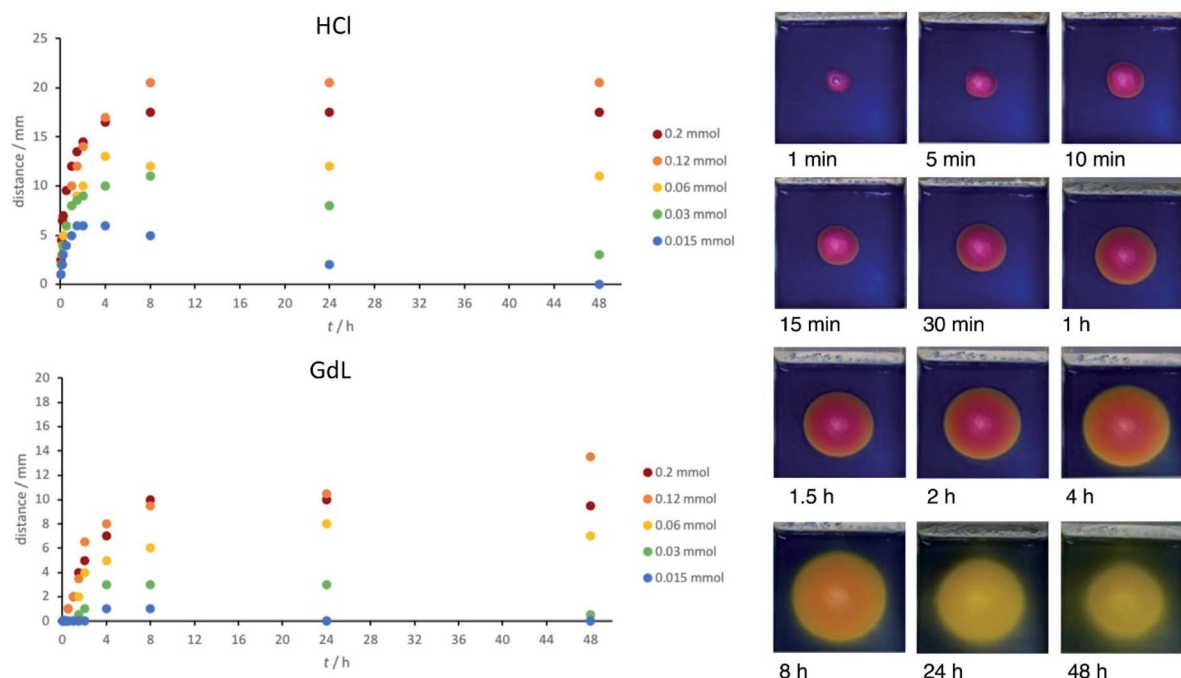 HCl
25
20
15
10
5
0
distance / mm
0 4 8 12 16 20 24 28 32 36 40 44 48
t / h
0.2 mmol
0.12 mmol
0.06 mmol
0.03 mmol
0.015 mmol
GdL
20
18
16
14
12
10
8
6
4
2
0
distance / mm
0 4 8 12 16 20 24 28 32 36 40 44 48
t / h
0.2 mmol
0.12 mmol
0.06 mmol
0.03 mmol
0.015 mmol
1 min 5 min 10 min
15 min 30 min 1 h
1.5 h 2 h 4 h
8 h 24 h 48 h